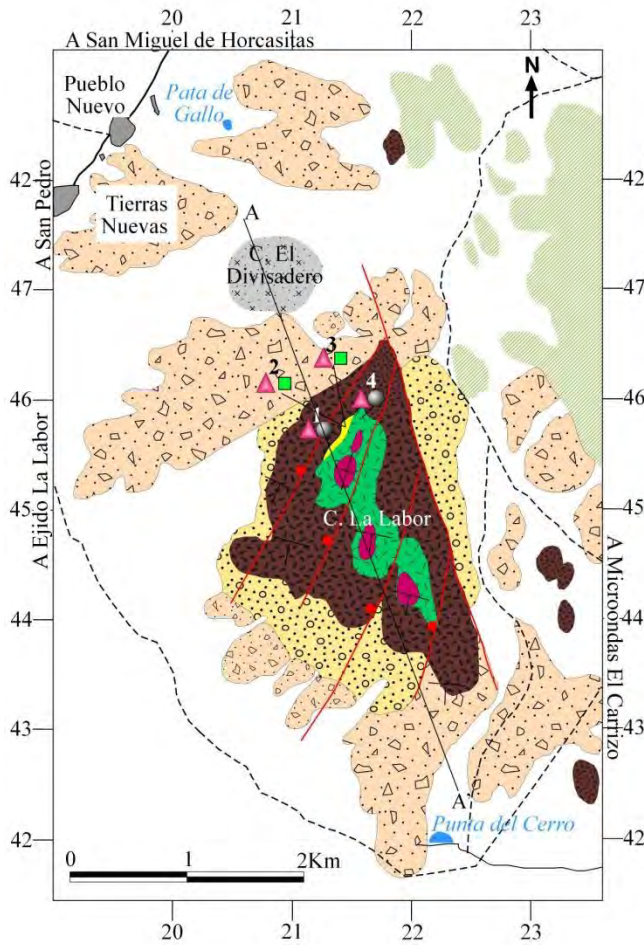 20 21 22 23
A San Miguel de Horcasitas
Pueblo
Nuevo
Pata de
Gallo
N
42 42
A San Pedro
Tierras
Nuevas
A
C. El
Divisadero
47 47
3
2
46 4 46
1
45 C. La Labor 45
A Ejido La Labor
A Microondas El Carrizo
44 44
43 43
A'
Punta del Cerro
42 42
0 1 2Km
20 21 22 23